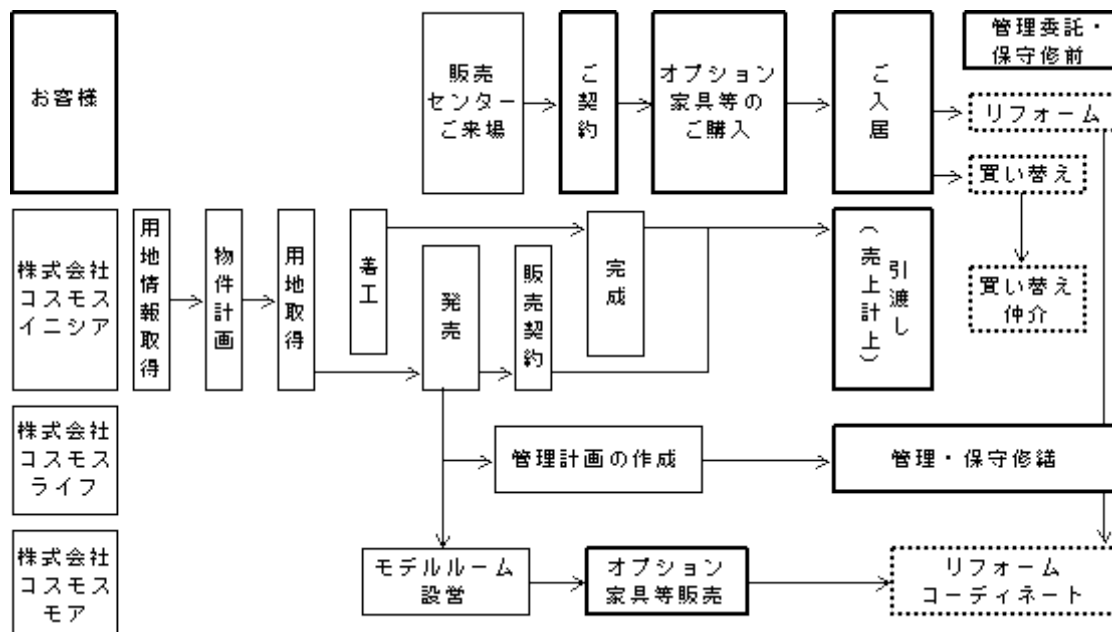 お客様
販売
センター
ご来場
ご契約
オプション
家具等の
ご購入
ご入居
管理委託・
保守修前
リフォーム
買い替え
株式会社
コスモス
イニシア
用地情報取得
物件計画
用地取得
着工
発売
販売契約
完成
引渡し
（売上計上）
買い替え
仲介
株式会社
コスモス
ライフ
管理計画の作成
管理・保守修繕
株式会社
コスモス
モア
モデルルーム
設営
オプション
家具等販売
リフォーム
コーディネート